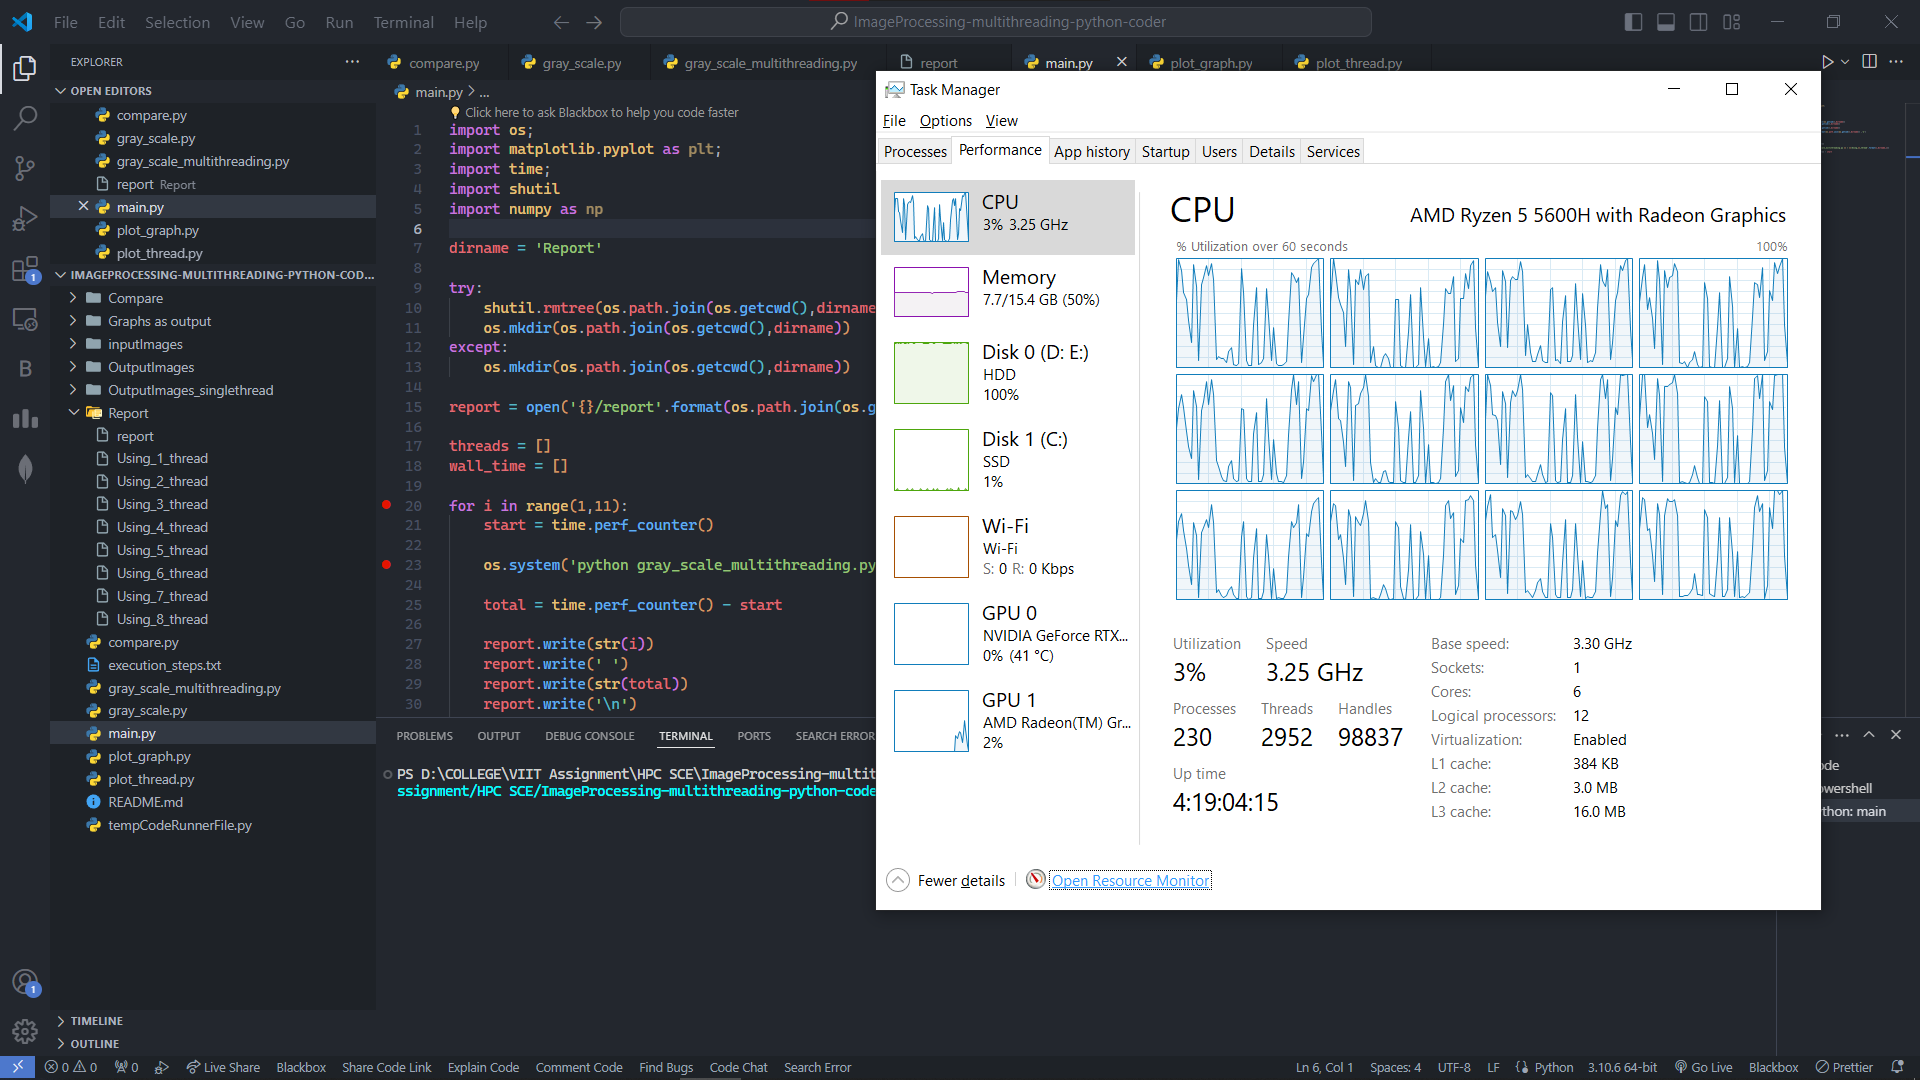 File Edit Selection View Go Run Terminal Help
ImageProcessing-multithreading-python-coder
EXPLORER
OPEN EDITORS
compare.py
gray_scale.py
gray_scale_multithreading.py
report Report
main.py
plot_graph.py
plot_thread.py
IMAGEPROCESSING-MULTITHREADING-PYTHON-COD...
Compare
Graphs as output
inputImages
OutputImages
OutputImages_singlethread
Report
report
Using_1_thread
Using_2_thread
Using_3_thread
Using_4_thread
Using_5_thread
Using_6_thread
Using_7_thread
Using_8_thread
compare.py
execution_steps.txt
gray_scale_multithreading.py
gray_scale.py
main.py
plot_graph.py
plot_thread.py
README.md
tempCodeRunnerFile.py
TIMELINE
OUTLINE
compare.py gray_scale.py gray_scale_multithreading.py report main.py plot_graph.py plot_thread.py
main.py > ...
Click here to ask Blackbox to help you code faster
1 import os;
2 import matplotlib.pyplot as plt;
3 import time;
4 import shutil
5 import numpy as np
6
7 dirname = 'Report'
8
9 try:
10 shutil.rmtree(os.path.join(os.getcwd(),dirname
11 os.mkdir(os.path.join(os.getcwd(),dirname))
12 except:
13 os.mkdir(os.path.join(os.getcwd(),dirname))
14
15 report = open('{}/report'.format(os.path.join(os.g
16
17 threads = []
18 wall_time = []
19
20 for i in range(1,11):
21 start = time.perf_counter()
22
23 os.system('python gray_scale_multithreading.py
24
25 total = time.perf_counter() - start
26
27 report.write(str(i))
28 report.write(' ')
29 report.write(str(total))
30 report.write('\n')
PROBLEMS OUTPUT DEBUG CONSOLE TERMINAL PORTS SEARCH ERROR
PS D:\COLLEGE\VIIT Assignment\HPC SCE\ImageProcessing-multit
ssignment/HPC SCE/ImageProcessing-multithreading-python-code
ode
owershell
thon: main
Task Manager
File Options View
Processes Performance App history Startup Users Details Services
CPU
3% 3.25 GHz
Memory
7.7/15.4 GB (50%)
Disk 0 (D: E:)
HDD
100%
Disk 1 (C:)
SSD
1%
Wi-Fi
Wi-Fi
S: 0 R: 0 Kbps
GPU 0
NVIDIA GeForce RTX...
0% (41 °C)
GPU 1
AMD Radeon(TM) Gr...
2%
CPU AMD Ryzen 5 5600H with Radeon Graphics
% Utilization over 60 seconds 100%
Utilization Speed
3% 3.25 GHz
Processes Threads Handles
230 2952 98837
Up time
4:19:04:15
Base speed: 3.30 GHz
Sockets: 1
Cores: 6
Logical processors: 12
Virtualization: Enabled
L1 cache: 384 KB
L2 cache: 3.0 MB
L3 cache: 16.0 MB
Fewer details Open Resource Monitor
0 0 0 Live Share Blackbox Share Code Link Explain Code Comment Code Find Bugs Code Chat Search Error
Ln 6, Col 1 Spaces: 4 UTF-8 LF Python 3.10.6 64-bit Go Live Blackbox Prettier